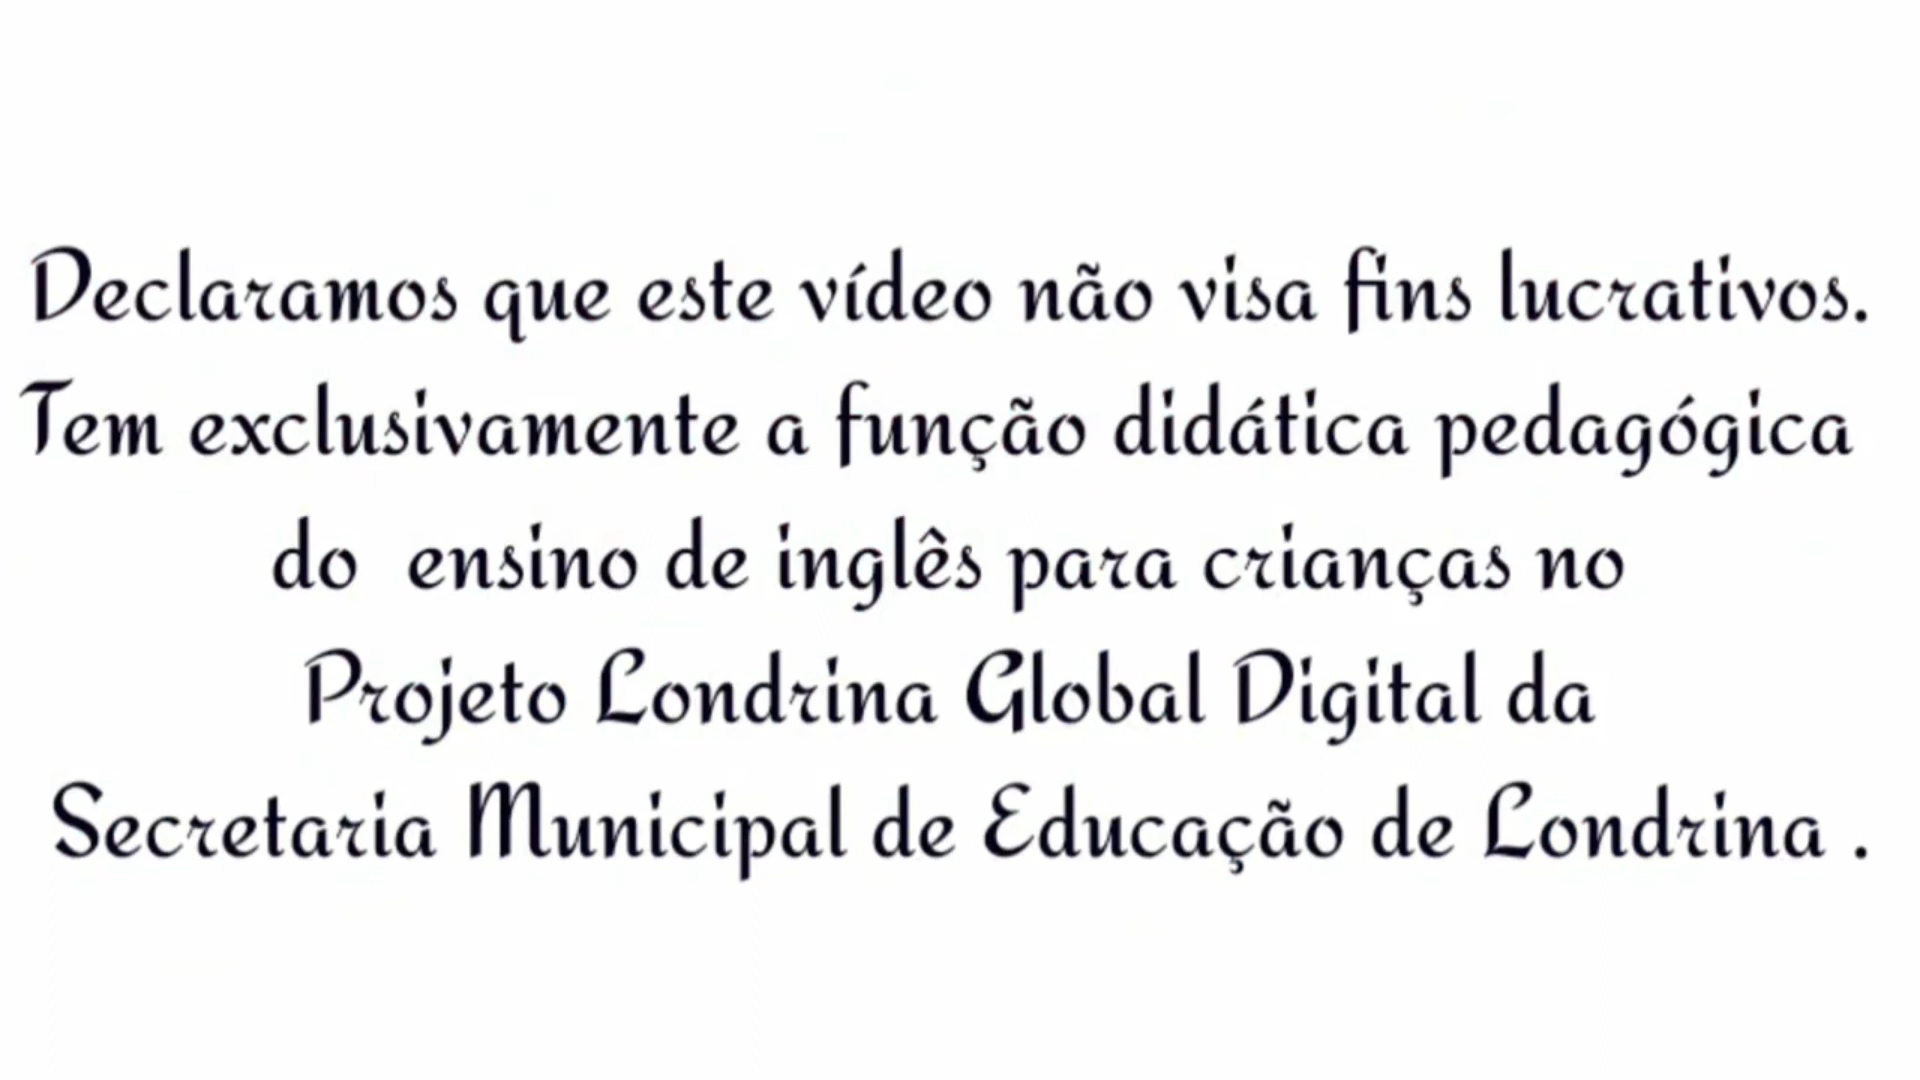 Declaramos que este vídeo não visa fins lucrativos.
Tem exclusivamente a função didática pedagógica
do ensino de inglês para crianças no
Projeto Londrina Global Digital da
Secretaria Municipal de Educação de Londrina .